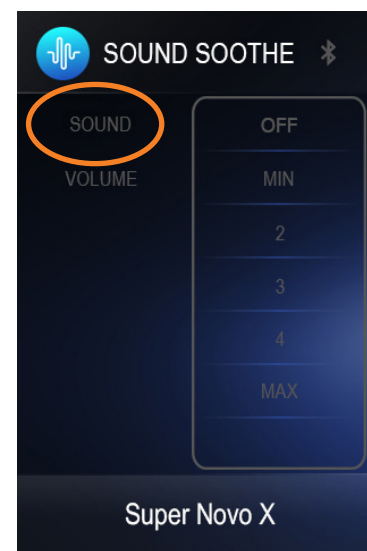 SOUND SOOTHE
SOUND
OFF
VOLUME
MIN
2
3
4
MAX
Super Novo X